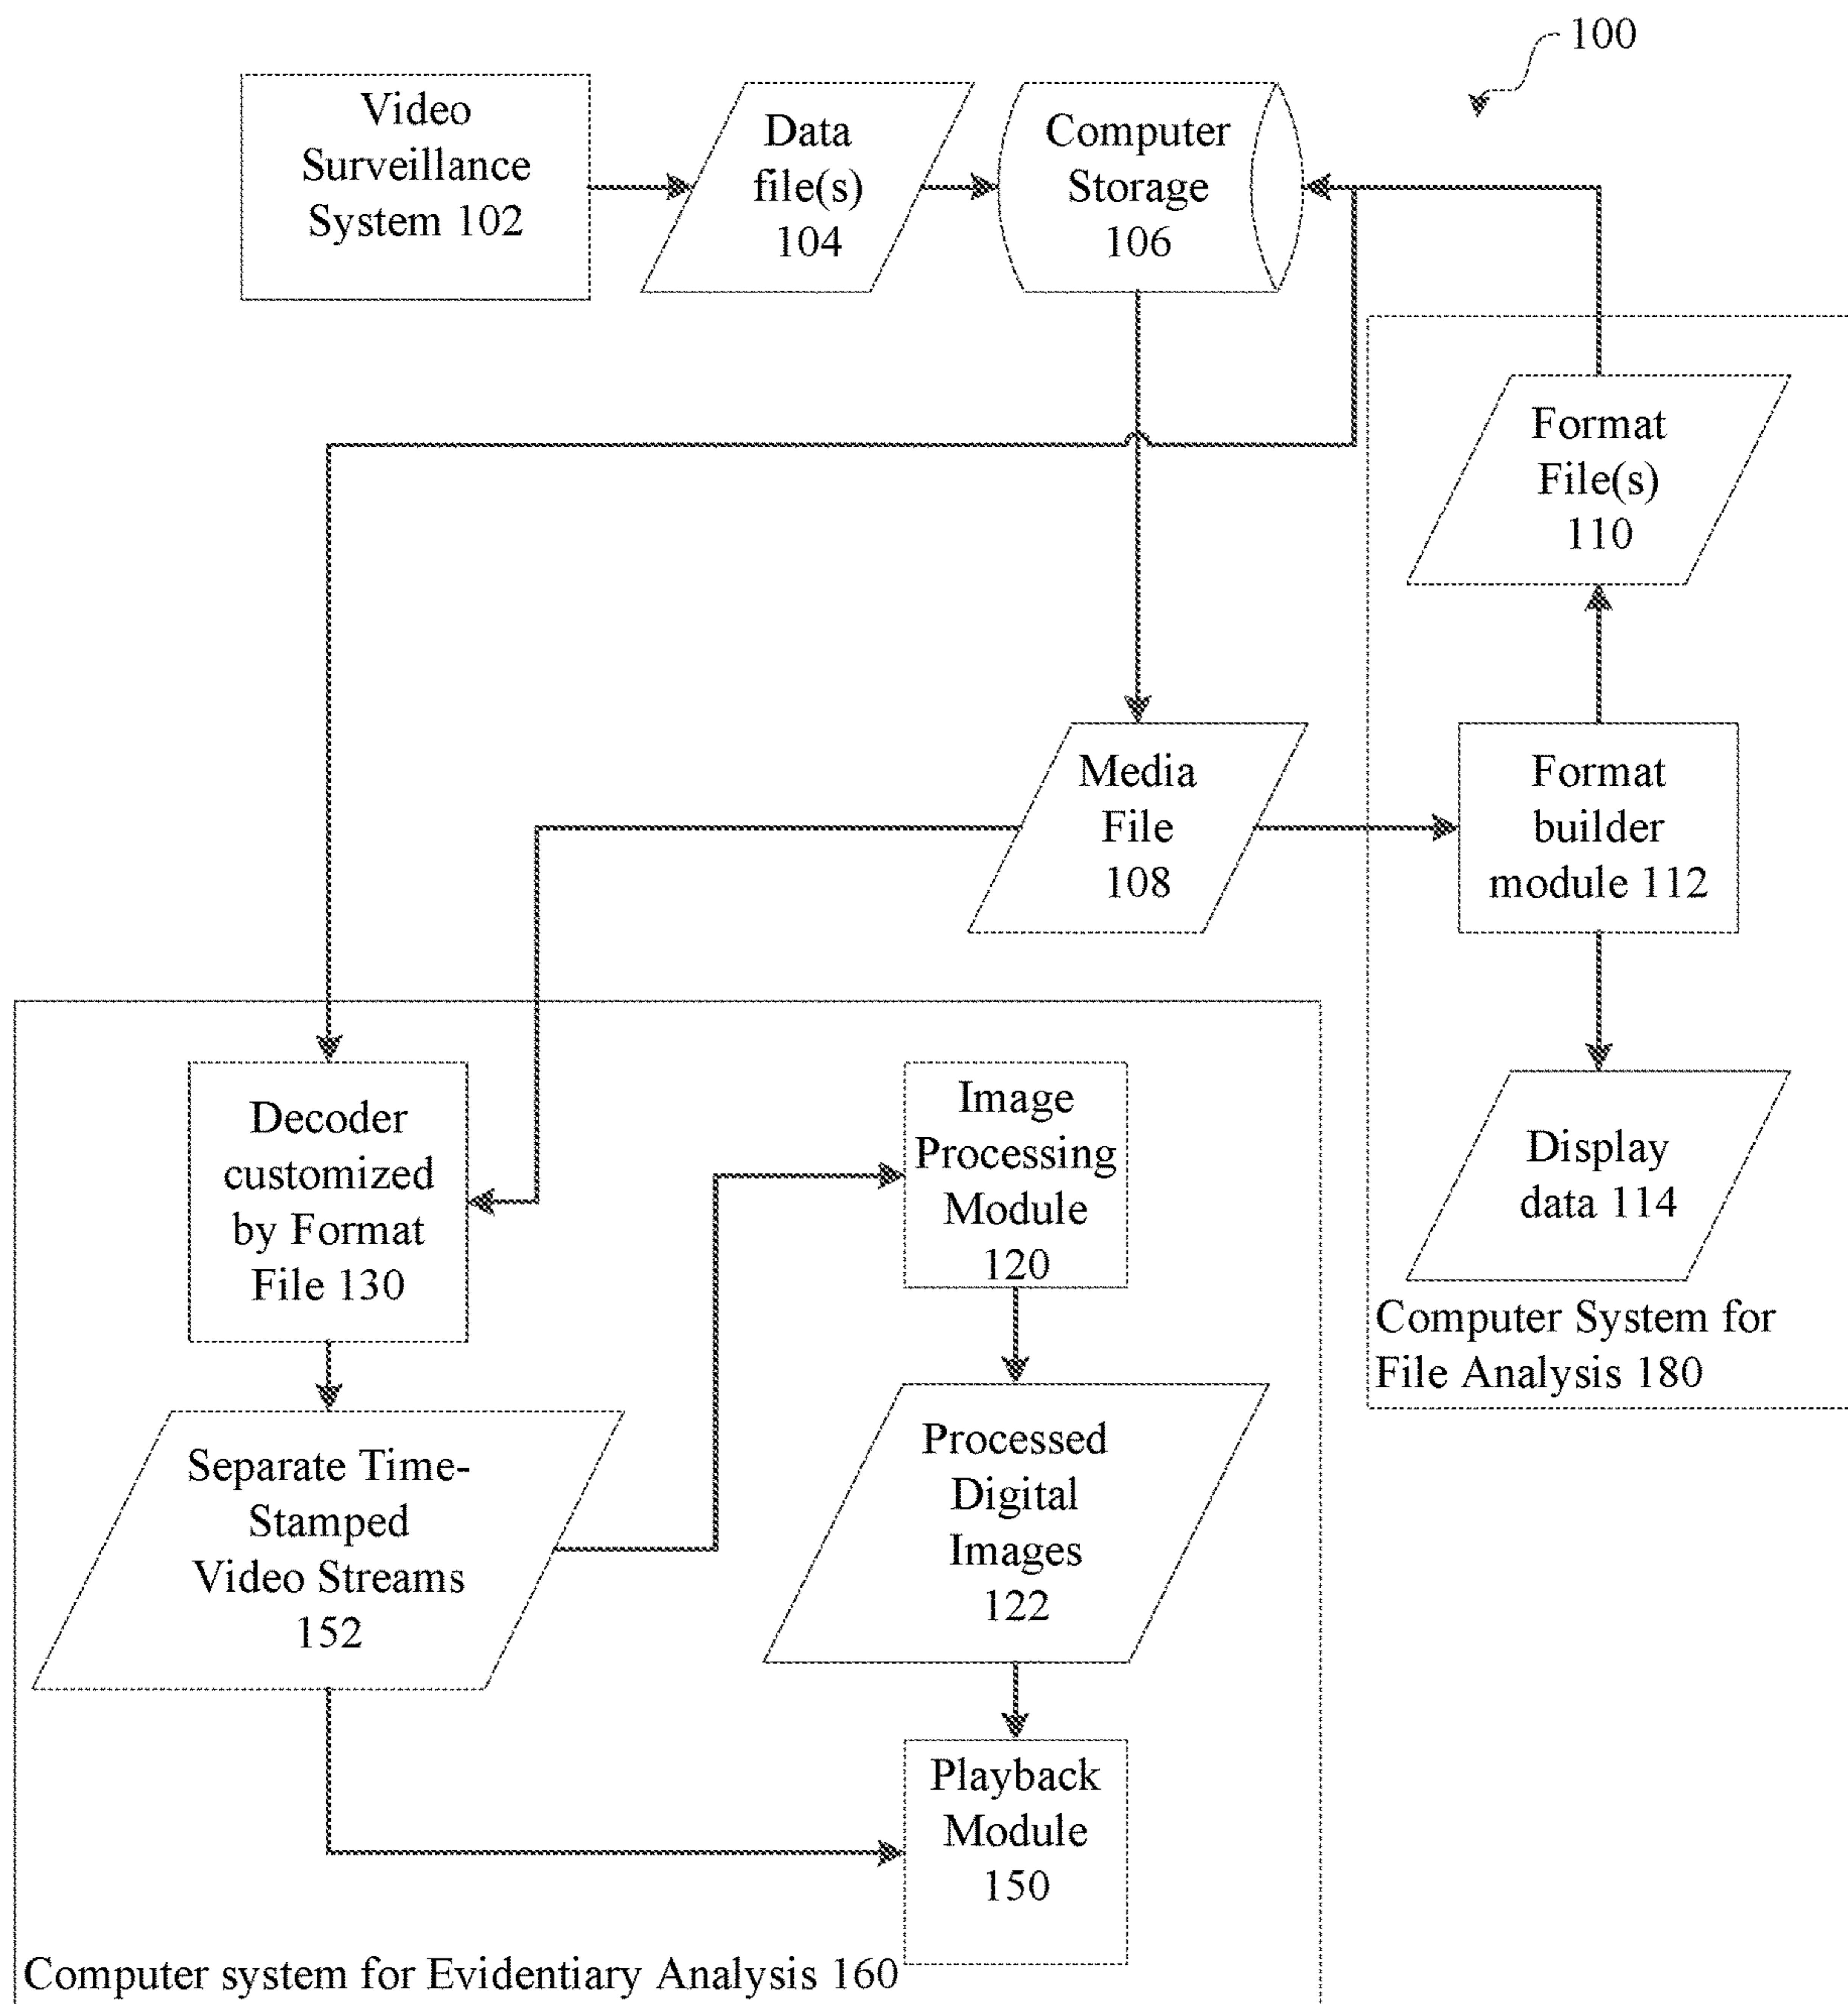 100
Video
Surveillance
System 102
Data
file(s)
104
Computer
Storage
106
Format
File(s)
110
Media
File
108
Format
builder
module 112
Decoder
customized
by Format
File 130
Image
Processing
Module
120
Display
data 114
Computer System for
File Analysis 180
Separate Time-
Stamped
Video Streams
152
Processed
Digital
Images
122
Playback
Module
150
Computer system for Evidentiary Analysis 160